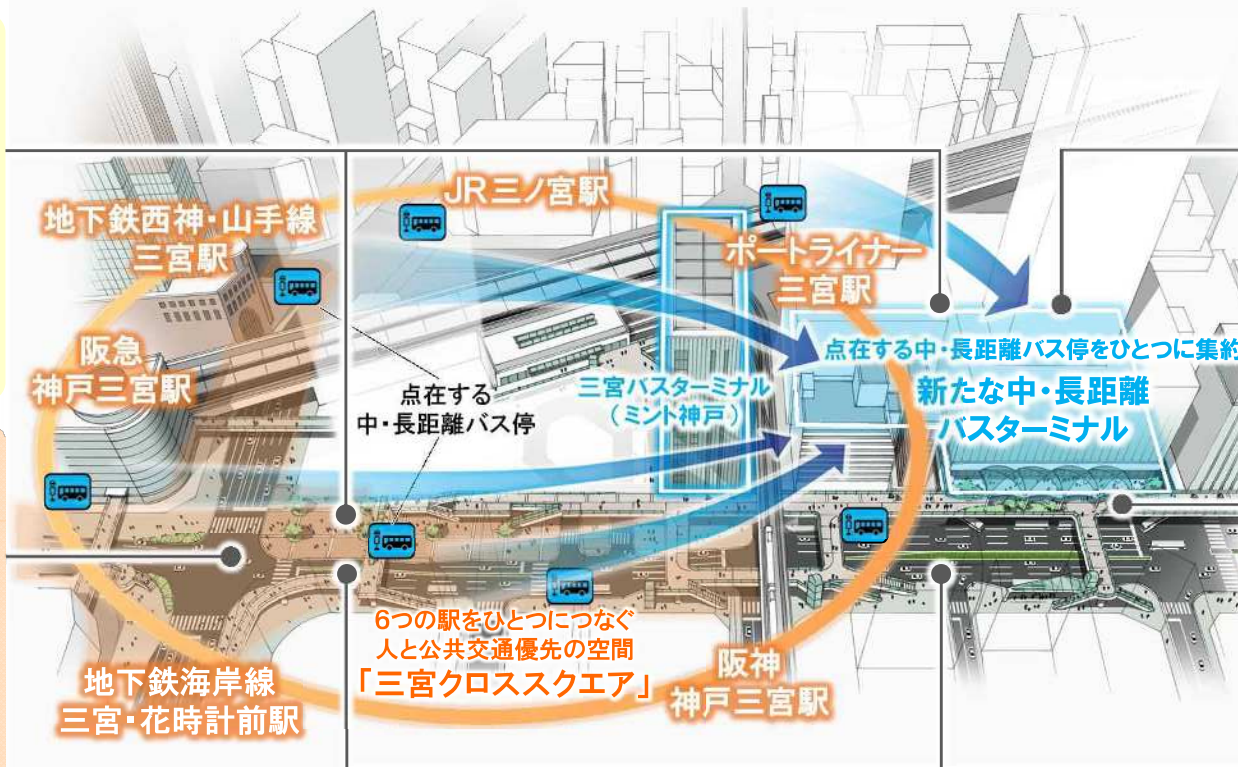 JR三ノ宮駅
地下鉄西神・山手線
三宮駅
ポートライナー
三宮駅
阪急
神戸三宮駅
点在する
中・長距離バス停
三宮バスターミナル
（ミント神戸）
点在する中・長距離バス停をひとつに集約
新たな中・長距離
バスターミナル
6つの駅をひとつにつなぐ
人と公共交通優先の空間
「三宮クロススクエア」
阪神
神戸三宮駅
地下鉄海岸線
三宮・花時計前駅